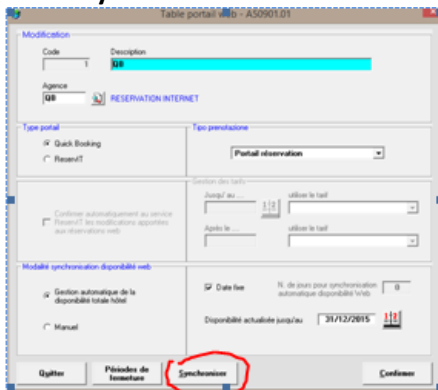 Table portail web - A50901.01
Modification
Code
Description
1
QB
Agence
QB
RESERVATION INTERNET
Type portail
Quick Booking
ReservIT
Tipo prenotazione
Portail réservation
Confirme automatiquement au service
ReservIT les modifications apportées
aux réservations web
Gestion des tarifs
Jusqu'au ...
utiliser le tarif
Après le ...
utiliser le tarif
Modalité synchronisation disponibilité web
Gestion automatique de la
disponibilité totale hôtel
Manuel
Date fixe
N. de jours pour synchronisation
automatique disponibilité Web
0
Disponibilité actualisée jusqu'au
31/12/2015
Quitter
Périodes de
fermeture
Synchroniser
Confirmer